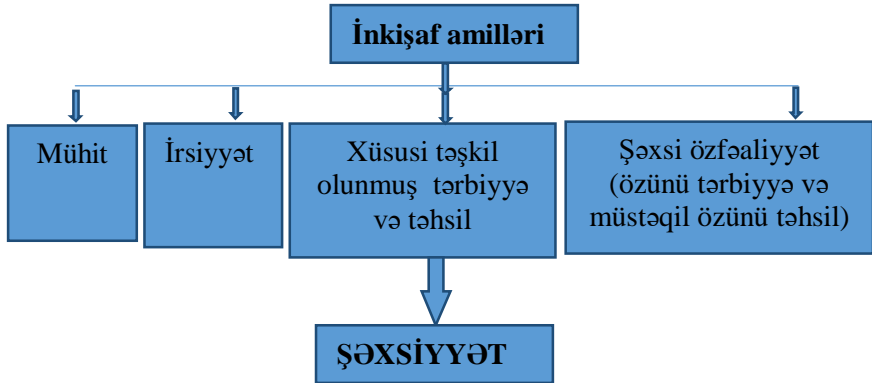 İnkişaf amilləri
Mühit
İrsiyyət
Xüsusi təşkil
olunmuş tərbiyyə
və təhsil
Şəxsi özfəaliyyət
(özünü tərbiyyə və
müstəqil özünü təhsil)
ŞƏXSİYYƏT